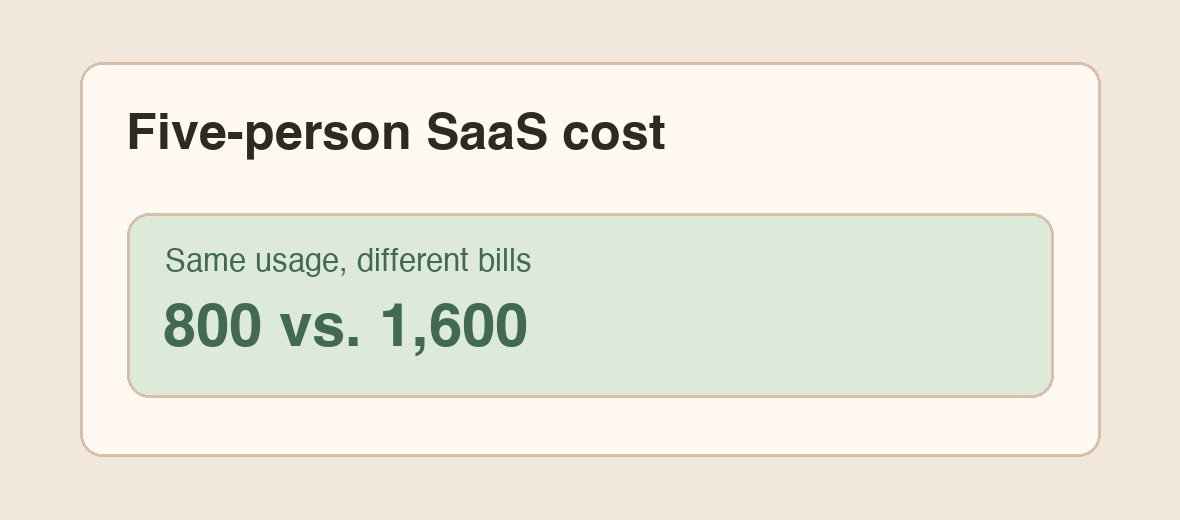 Five-person SaaS cost
Same usage, different bills
800 vs. 1,600